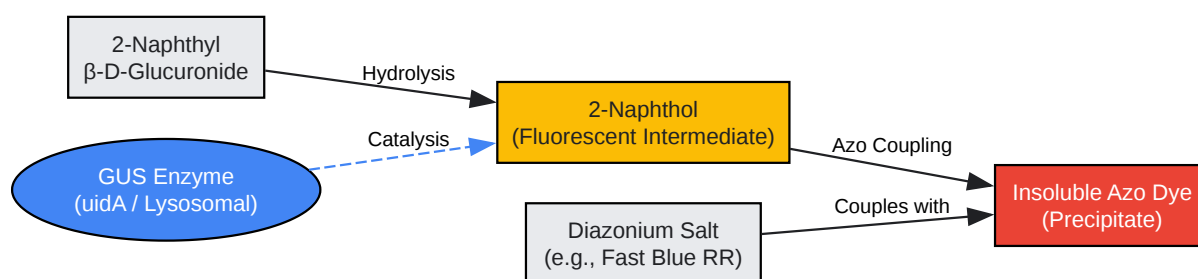 2-Naphthyl
β-D-Glucuronide
Hydrolysis
GUS Enzyme
(uidA / Lysosomal)
Catalysis
2-Naphthol
(Fluorescent Intermediate)
Azo Coupling
Diazonium Salt
(e.g., Fast Blue RR)
Couples with
Insoluble Azo Dye
(Precipitate)